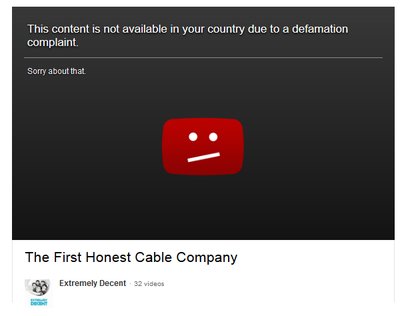 This content is not available in your country due to a defamation
complaint.
Sorry about that.
The First Honest Cable Company
Extremely Decent · 32 videos
EXTREMELY
DECENT